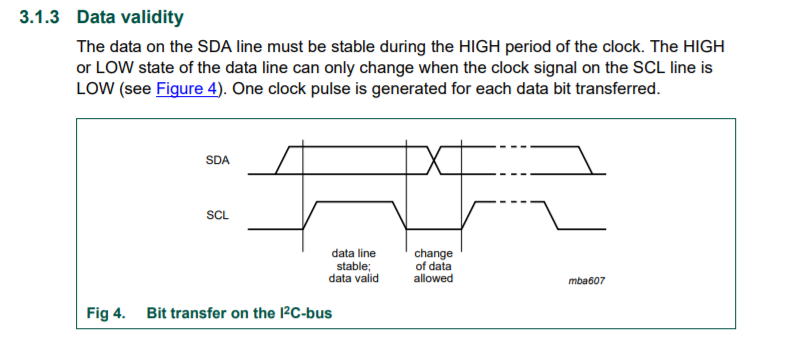 3.1.3 Data validity
The data on the SDA line must be stable during the HIGH period of the clock. The HIGH
or LOW state of the data line can only change when the clock signal on the SCL line is
LOW (see Figure 4). One clock pulse is generated for each data bit transferred.
SDA
SCL
data line
stable;
data valid
change
of data
allowed
mba607
Fig 4. Bit transfer on the I²C-bus